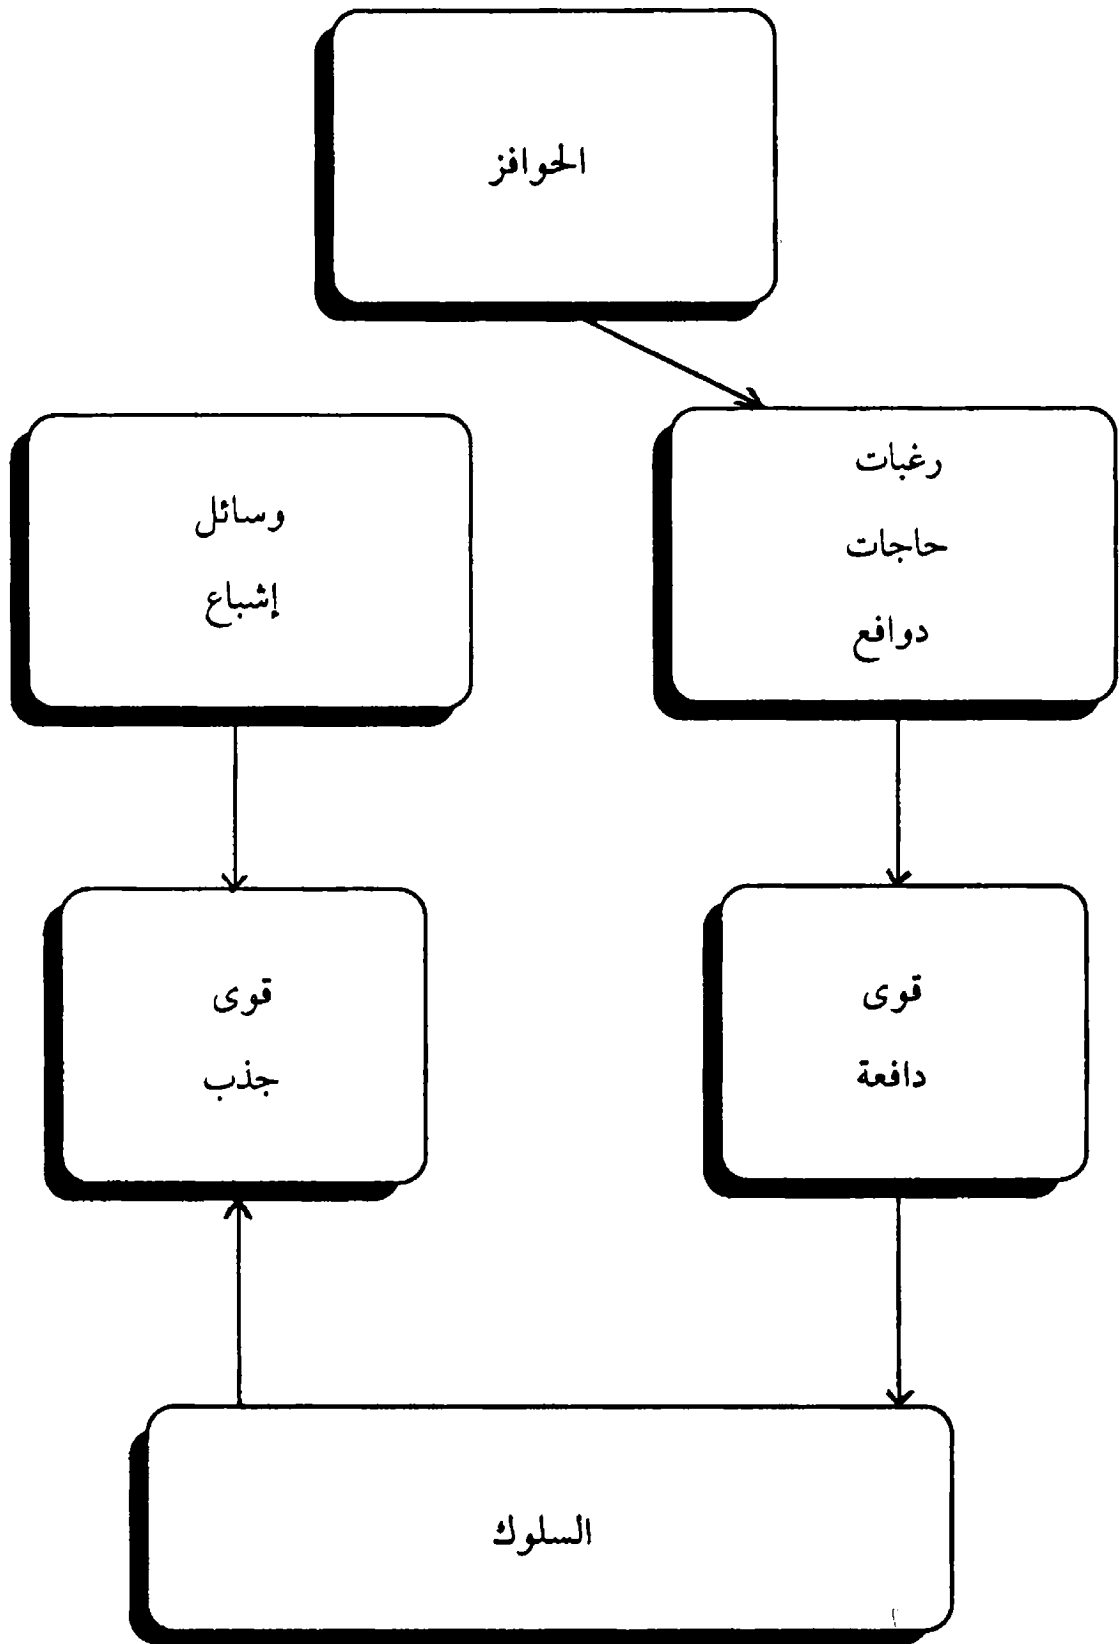 الحوافز
رغبات
حاجات
دوافع
وسائل
إشباع
قوى
دافعة
قوى
جذب
السلوك